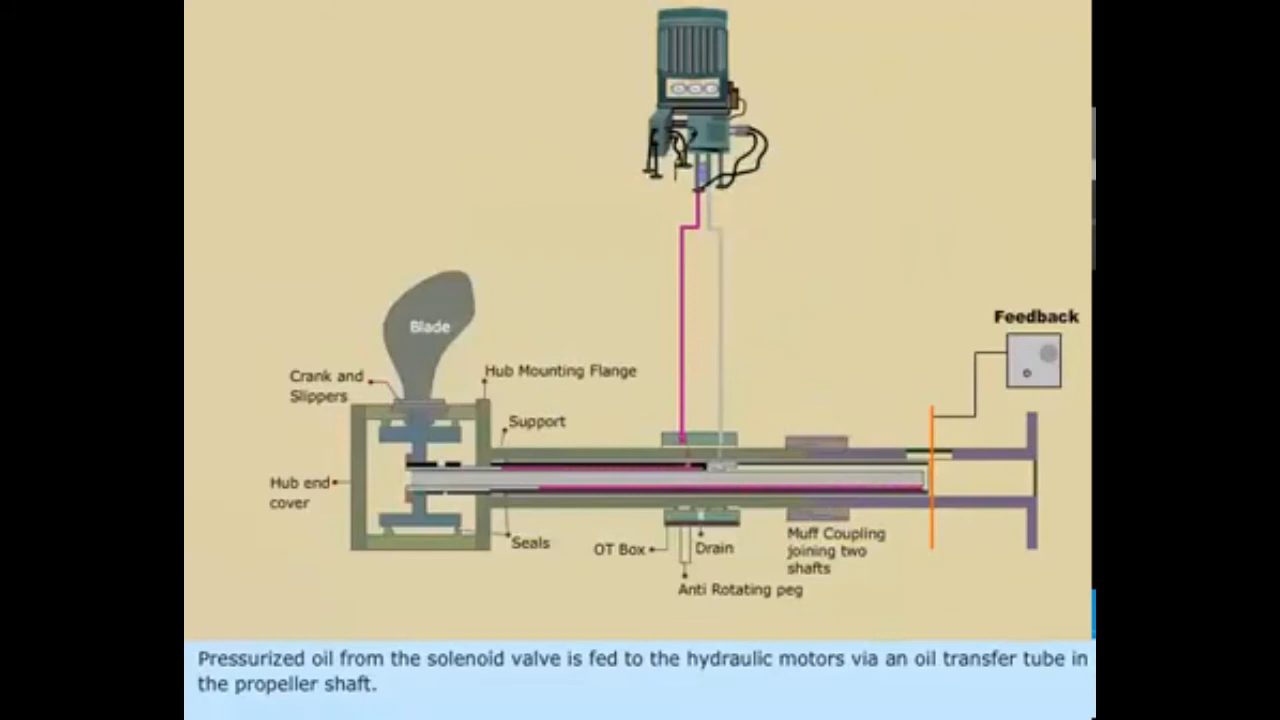 Feedback
Blade
Hub Mounting Flange
Crank and
Slippers
Support
Hub end
cover
Seals
OT Box
Drain
Muff Coupling
joining two
shafts
Anti Rotating peg
Pressurized oil from the solenoid valve is fed to the hydraulic motors via an oil transfer tube in
the propeller shaft.